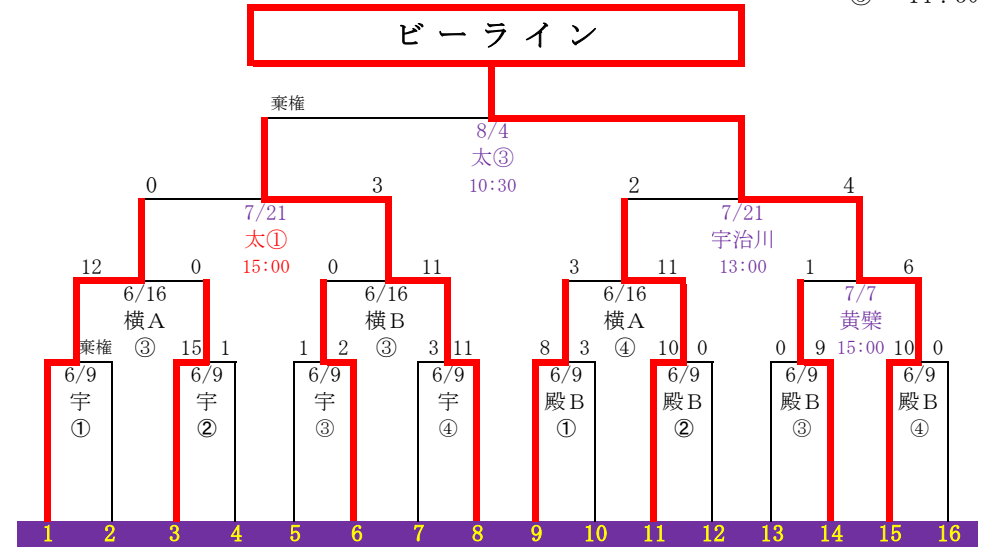 ビーライン
棄権
8/4
太③
10:30
0 3 2 4
7/21 7/21
太① 宇治川
15:00 13:00
12 0 0 11 3 11 1 6
6/16 6/16 6/16 7/7
横A 横B 横A 黄檗
③ ③ ④ 15:00
棄権 15 1 1 2 3 11 8 3 10 0 0 9 10 0
6/9 6/9 6/9 6/9 6/9 6/9 6/9 6/9
宇 宇 宇 宇 殿B 殿B 殿B 殿B
① ② ③ ④ ① ② ③ ④
1 2 3 4 5 6 7 8 9 10 11 12 13 14 15 16